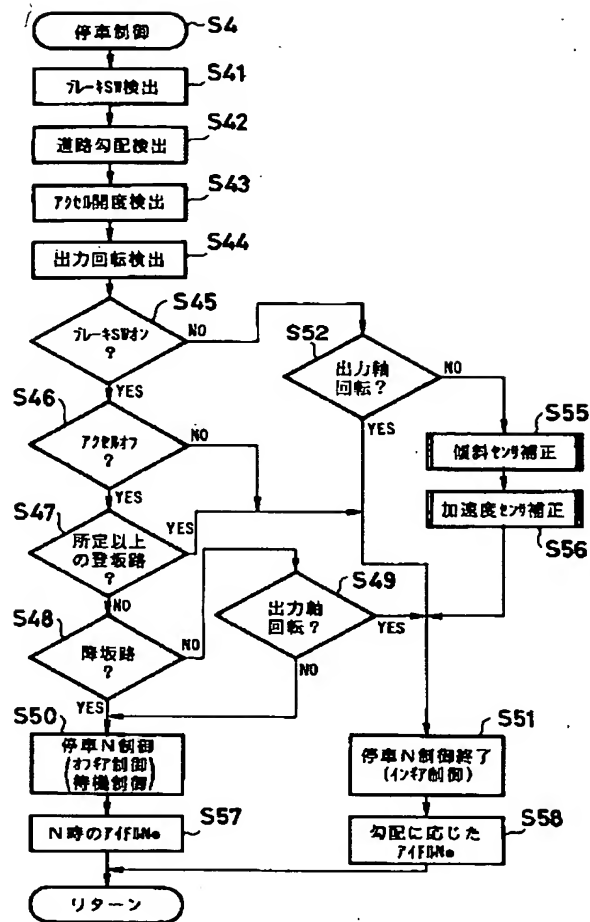 停車制御
S4
S41
ブレーキSW検出
S42
道路勾配検出
S43
アクセル開度検出
S44
出力回転検出
S45
ブレーキSWオン
?
NO
YES
S52
出力軸
回転?
NO
YES
S46
アクセルオフ
?
NO
YES
S55
傾斜センサ補正
S56
加速度センサ補正
S47
所定以上
の登坂路
?
YES
NO
S49
出力軸
回転?
YES
NO
S48
降坂路
?
NO
YES
S50
停車N制御
(オフギア制御)
(待機制御)
S51
停車N制御終了
(インギア制御)
S57
N時のアイドルNe
S58
勾配に応じた
アイドルNe
リターン